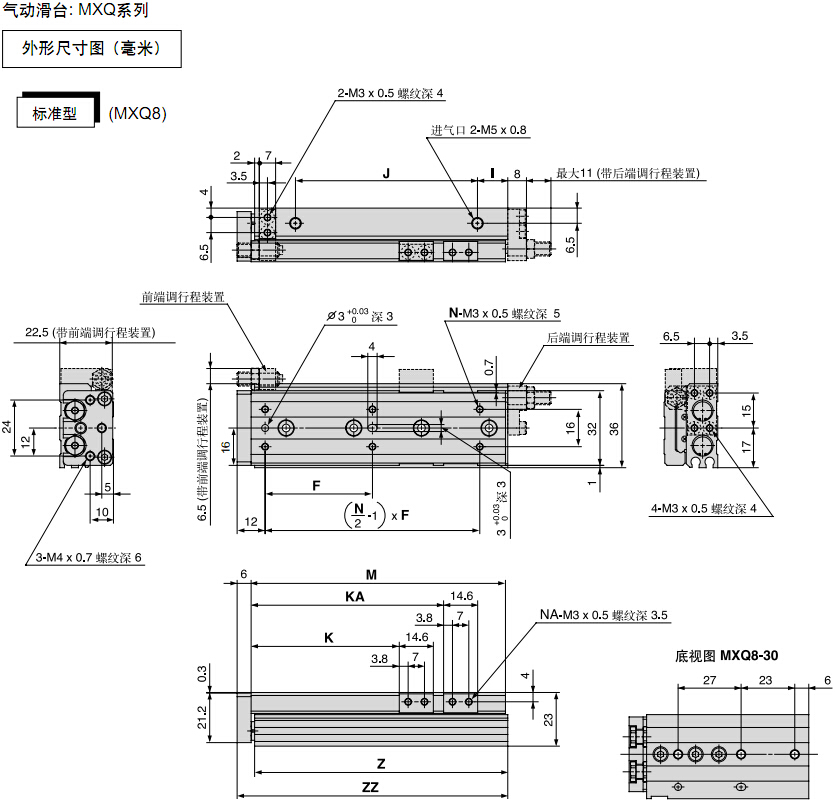 气动滑台: MXQ系列
外形尺寸图（毫米）
标准型 (MXQ8)
2-M3 x 0.5 螺纹深 4
进气口 2-M5 x 0.8
2 7 J I 8 最大11 (带后端调行程装置)
3.5
4
6.5
6.5
前端调行程装置
ø3 +0.03 0 深 3
N-M3 x 0.5 螺纹深 5
后端调行程装置
22.5 (带前端调行程装置)
6.5 3.5
4
0.7
24
12
16
6.5 (带前端调行程装置)
16
32
36
15
17
5
10
F
1
12
(N/2 -1) x F
3 +0.03 0 深 3
4-M3 x 0.5 螺纹深 4
3-M4 x 0.7 螺纹深 6
6 M
KA 14.6
3.8 7
NA-M3 x 0.5 螺纹深 3.5
K 14.6
3.8 7
底视图 MXQ8-30
0.3
4
27 23 6
21.2
23
Z
ZZ